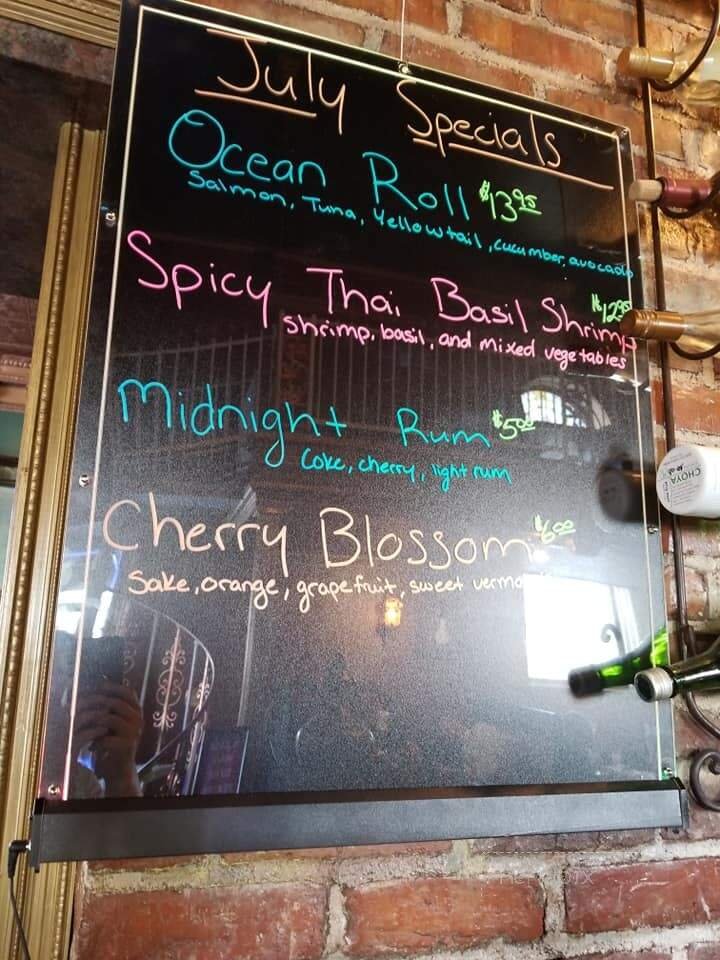 July Specials
Ocean Roll $13.95
Salmon, Tuna, Yellowtail, cucumber, avocado
Spicy Thai Basil Shrimp $12.95
shrimp, basil, and mixed vegetables
Midnight Rum $5.00
Coke, cherry, light rum
Cherry Blossom $6.00
Sake, orange, grapefruit, sweet
CHOYA